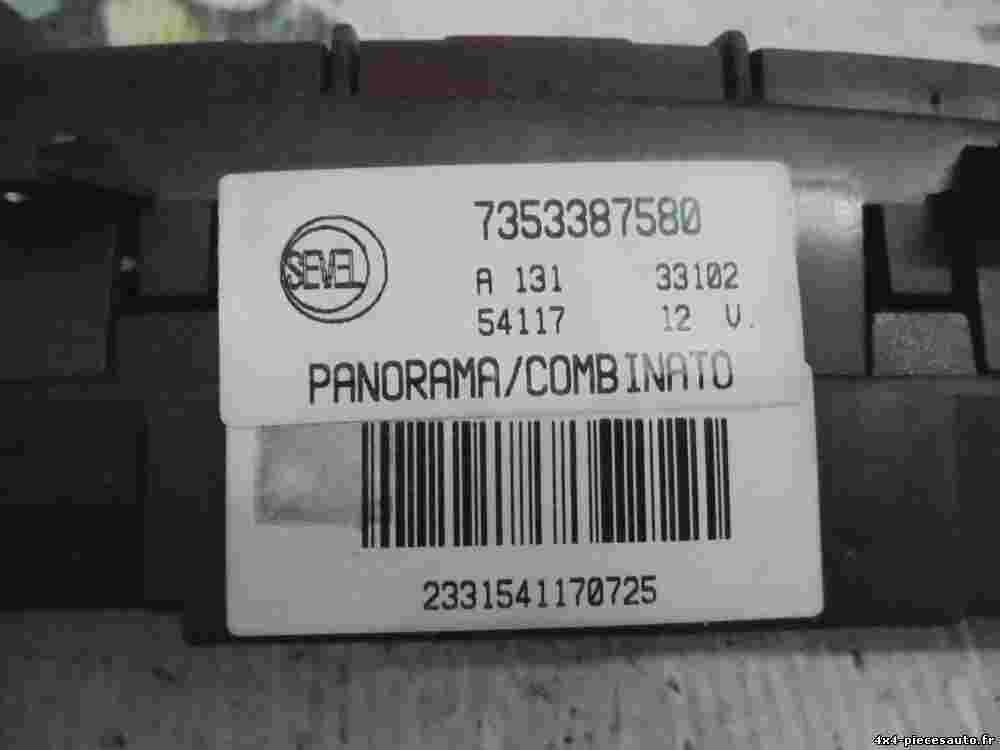 SEVEL
7353387580
A 131 33102
54117 12 V.
PANORAMA/COMBINATO
2331541170725
4x4-piecesauto.fr